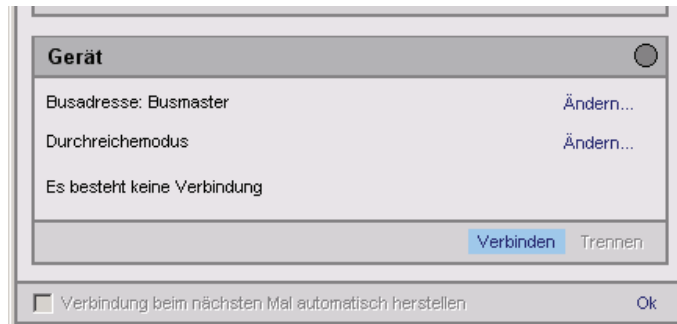 Gerät
Busadresse: Busmaster Ändern...
Durchreichemodus Ändern...
Es besteht keine Verbindung
Verbinden Trennen
Verbindung beim nächsten Mal automatisch herstellen Ok